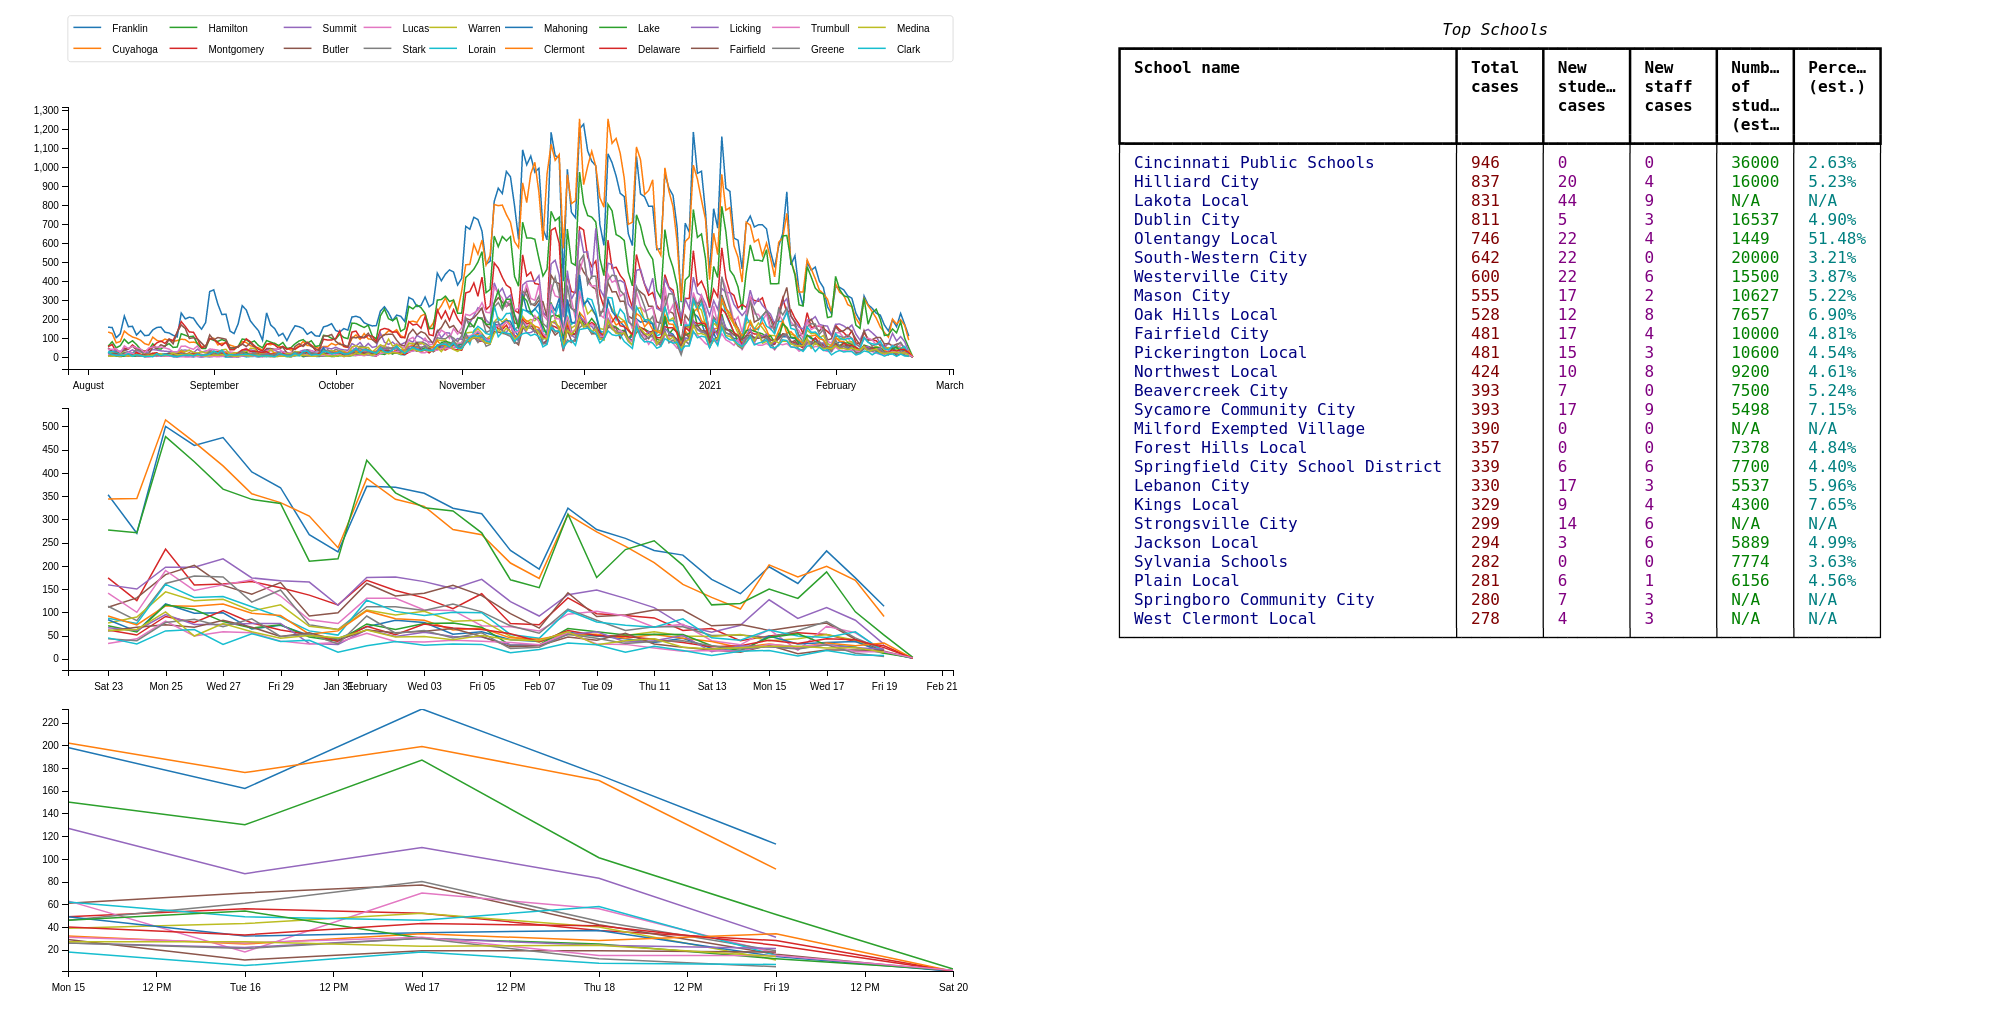 Franklin Hamilton Summit Lucas Warren Mahoning Lake Licking Trumbull Medina
Cuyahoga Montgomery Butler Stark Lorain Clermont Delaware Fairfield Greene Clark
1,300
1,200
1,100
1,000
900
800
700
600
500
400
300
200
100
0
August September October November December 2021 February March
500
450
400
350
300
250
200
150
100
50
0
Sat 23 Mon 25 Wed 27 Fri 29 Jan 31 February Wed 03 Fri 05 Feb 07 Tue 09 Thu 11 Sat 13 Mon 15 Wed 17 Fri 19 Feb 21
220
200
180
160
140
120
100
80
60
40
20
Mon 15 12 PM Tue 16 12 PM Wed 17 12 PM Thu 18 12 PM Fri 19 12 PM Sat 20
Top Schools
School name Total New New Numb… Perce…
cases stude… staff of (est.)
cases cases stud…
(est…
Cincinnati Public Schools 946 0 0 36000 2.63%
Hilliard City 837 20 4 16000 5.23%
Lakota Local 831 44 9 N/A N/A
Dublin City 811 5 3 16537 4.90%
Olentangy Local 746 22 4 1449 51.48%
South-Western City 642 22 0 20000 3.21%
Westerville City 600 22 6 15500 3.87%
Mason City 555 17 2 10627 5.22%
Oak Hills Local 528 12 8 7657 6.90%
Fairfield City 481 17 4 10000 4.81%
Pickerington Local 481 15 3 10600 4.54%
Northwest Local 424 10 8 9200 4.61%
Beavercreek City 393 7 0 7500 5.24%
Sycamore Community City 393 17 9 5498 7.15%
Milford Exempted Village 390 0 0 N/A N/A
Forest Hills Local 357 0 0 7378 4.84%
Springfield City School District 339 6 6 7700 4.40%
Lebanon City 330 17 3 5537 5.96%
Kings Local 329 9 4 4300 7.65%
Strongsville City 299 14 6 N/A N/A
Jackson Local 294 3 6 5889 4.99%
Sylvania Schools 282 0 0 7774 3.63%
Plain Local 281 6 1 6156 4.56%
Springboro Community City 280 7 3 N/A N/A
West Clermont Local 278 4 3 N/A N/A